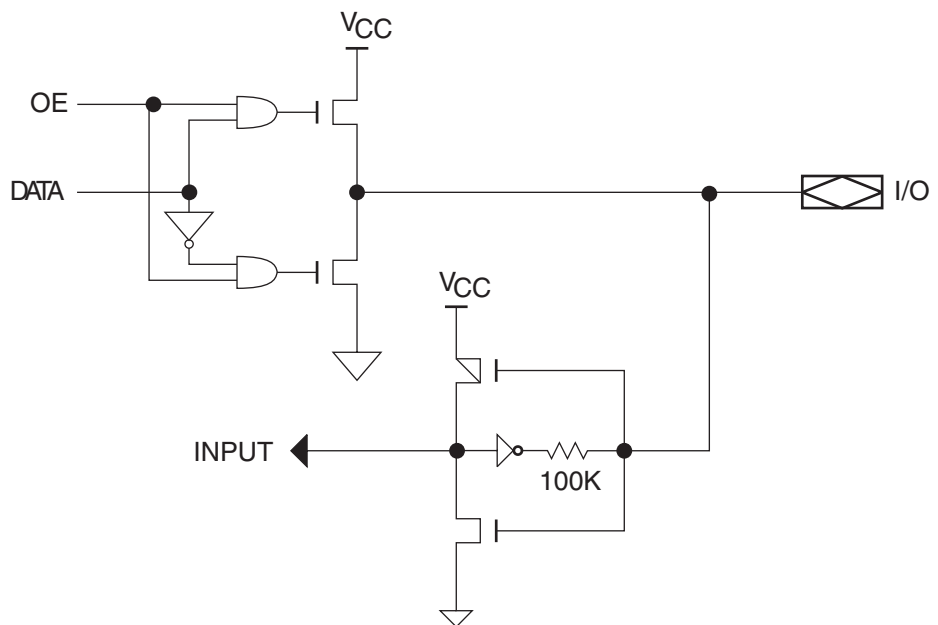 VCC
OE
DATA
I/O
VCC
INPUT
100K